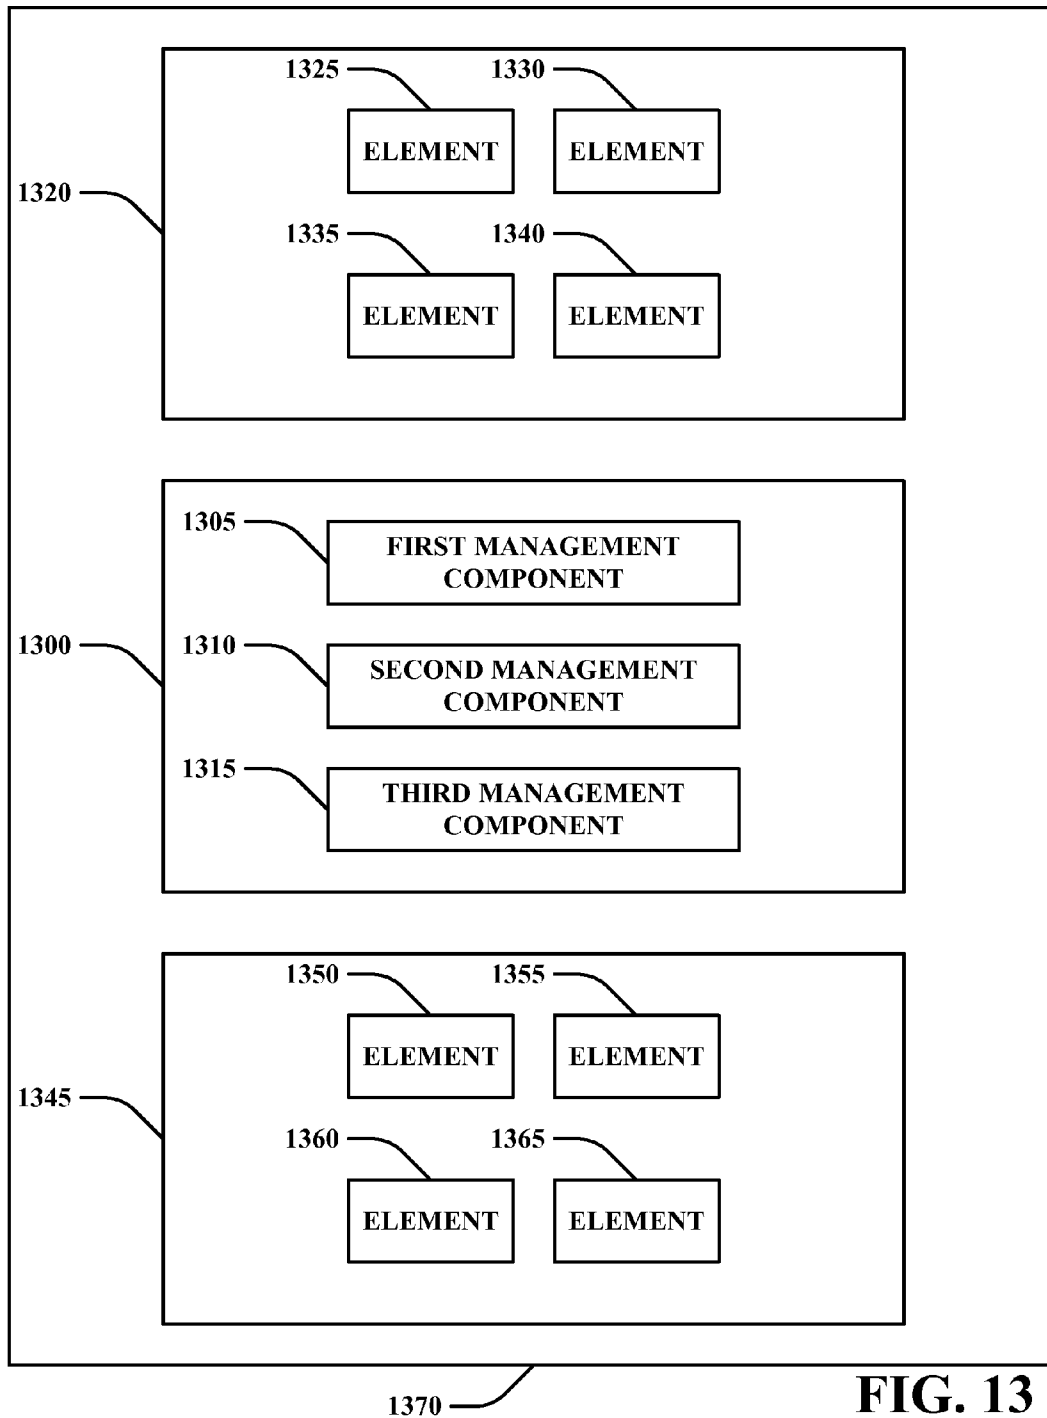 1325 1330
ELEMENT ELEMENT
1320
1335 1340
ELEMENT ELEMENT
1305
FIRST MANAGEMENT
COMPONENT
1300
1310
SECOND MANAGEMENT
COMPONENT
1315
THIRD MANAGEMENT
COMPONENT
1350 1355
ELEMENT ELEMENT
1345
1360 1365
ELEMENT ELEMENT
1370
FIG. 13